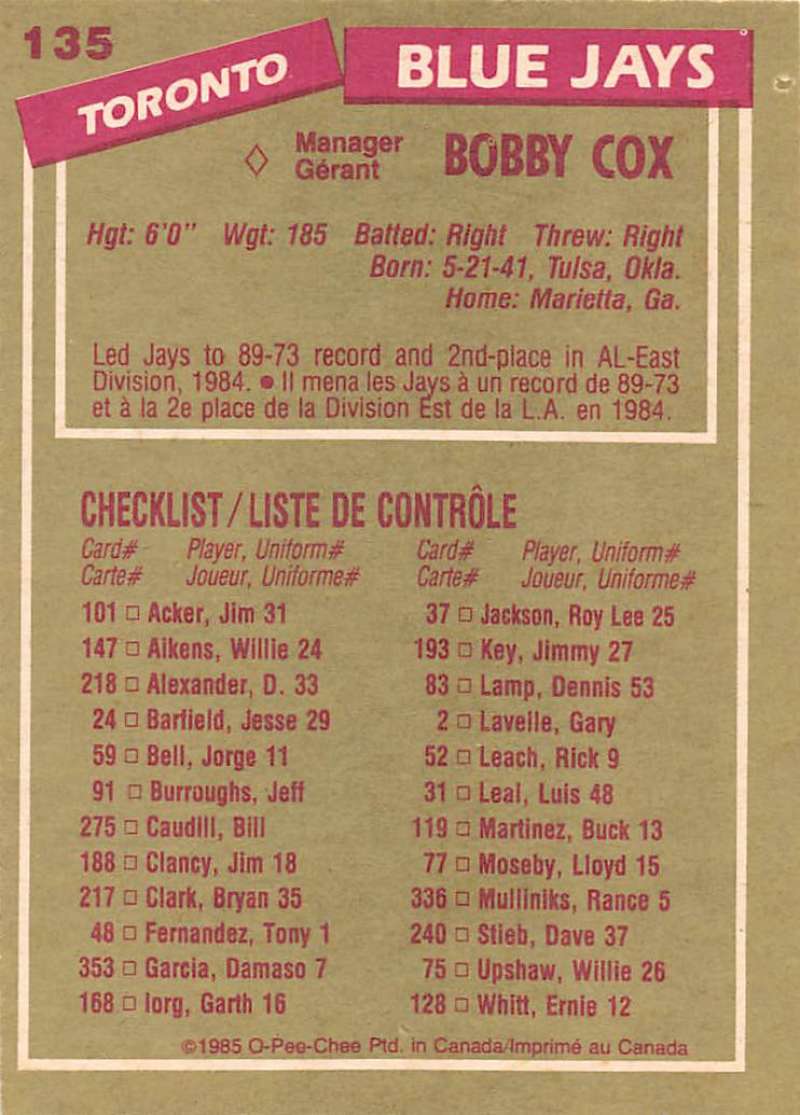 135
TORONTO BLUE JAYS
Manager BOBBY COX
Gérant
Hgt: 6'0" Wgt: 185 Batted: Right Threw: Right
Born: 5-21-41, Tulsa, Okla.
Home: Marietta, Ga.
Led Jays to 89-73 record and 2nd-place in AL-East
Division, 1984. ● Il mena les Jays à un record de 89-73
et à la 2e place de la Division Est de la L.A. en 1984.
CHECKLIST/LISTE DE CONTRÔLE
Card# Player, Uniform#
Carte# Joueur, Uniforme#
101 □ Acker, Jim 31
147 □ Aikens, Willie 24
218 □ Alexander, D. 33
24 □ Barfield, Jesse 29
59 □ Bell, Jorge 11
91 □ Burroughs, Jeff
275 □ Caudill, Bill
188 □ Clancy, Jim 18
217 □ Clark, Bryan 35
48 □ Fernandez, Tony 1
353 □ Garcia, Damaso 7
168 □ Iorg, Garth 16
Card# Player, Uniform#
Carte# Joueur, Uniforme#
37 □ Jackson, Roy Lee 25
193 □ Key, Jimmy 27
83 □ Lamp, Dennis 53
2 □ Lavelle, Gary
52 □ Leach, Rick 9
31 □ Leal, Luis 48
119 □ Martinez, Buck 13
77 □ Moseby, Lloyd 15
336 □ Mulliniks, Rance 5
240 □ Stieb, Dave 37
75 □ Upshaw, Willie 26
128 □ Whitt, Ernie 12
©1985 O-Pee-Chee Ptd. in Canada/Imprimé au Canada